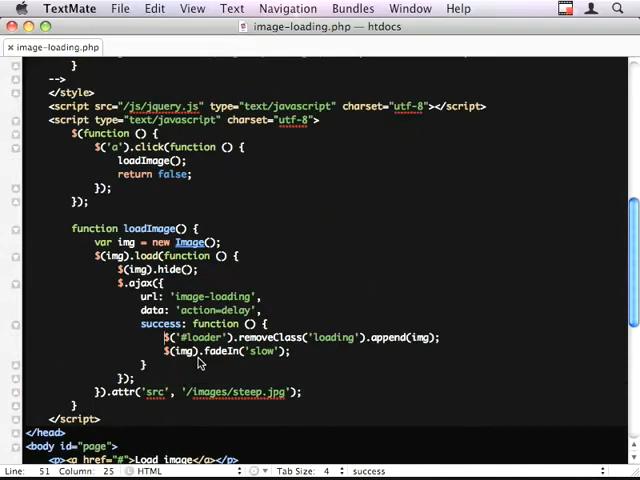 TextMate File Edit View Text Navigation Bundles Window Help
image-loading.php — htdocs
× image-loading.php
}
-->
</style>
<script src="/js/jquery.js" type="text/javascript" charset="utf-8"></script>
<script type="text/javascript" charset="utf-8">
$(function () {
$('a').click(function () {
loadImage();
return false;
});
});
function loadImage() {
var img = new Image();
$(img).load(function () {
$(img).hide();
$.ajax({
url: 'image-loading',
data: 'action=delay',
success: function () {
$('#loader').removeClass('loading').append(img);
$(img).fadeIn('slow');
}
});
}).attr('src', '/images/steep.jpg');
}
</script>
</head>
<body id="page">
<p><a href="#">Load image</a></p>
Line: 51 Column: 25 HTML Tab Size: 4 success